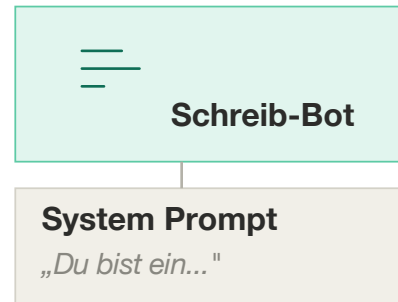 Schreib-Bot
System Prompt
„Du bist ein..."